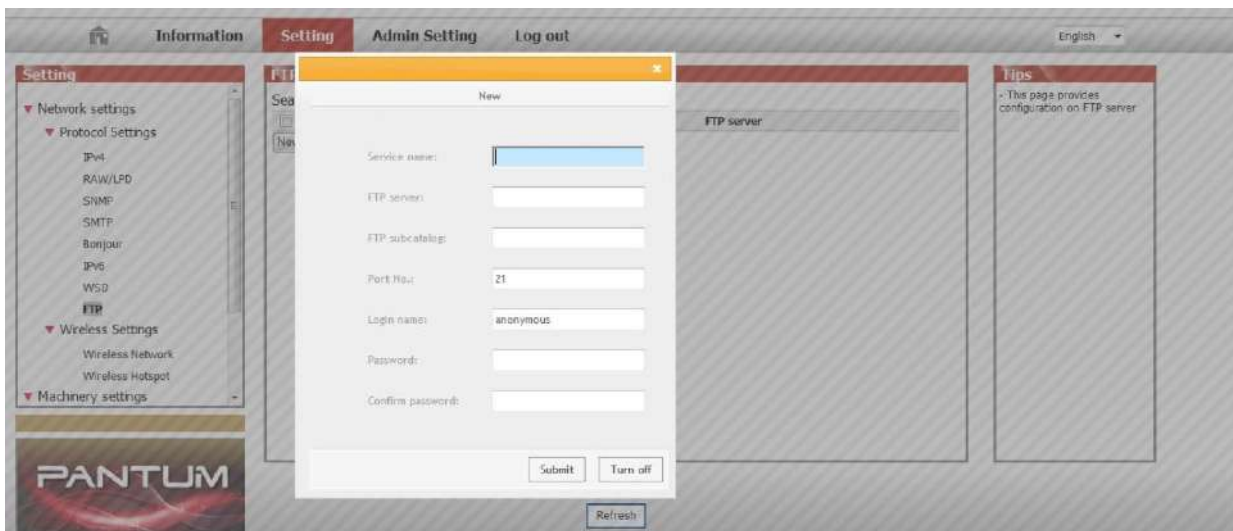 Information Setting Admin Setting Log out English
Setting
Network settings
Protocol Settings
IPv4
RAW/LPD
SNMP
SMTP
Bonjour
IPv6
WSD
FTP
Wireless Settings
Wireless Network
Wireless Hotspot
Machinery settings
PANTUM
FTP
Sea
FTP server
New
New
Service name:
FTP server:
FTP subcatalog:
Port No.: 21
Login name: anonymous
Password:
Confirm password:
Submit Turn off
Refresh
Tips
- This page provides
configuration on FTP server